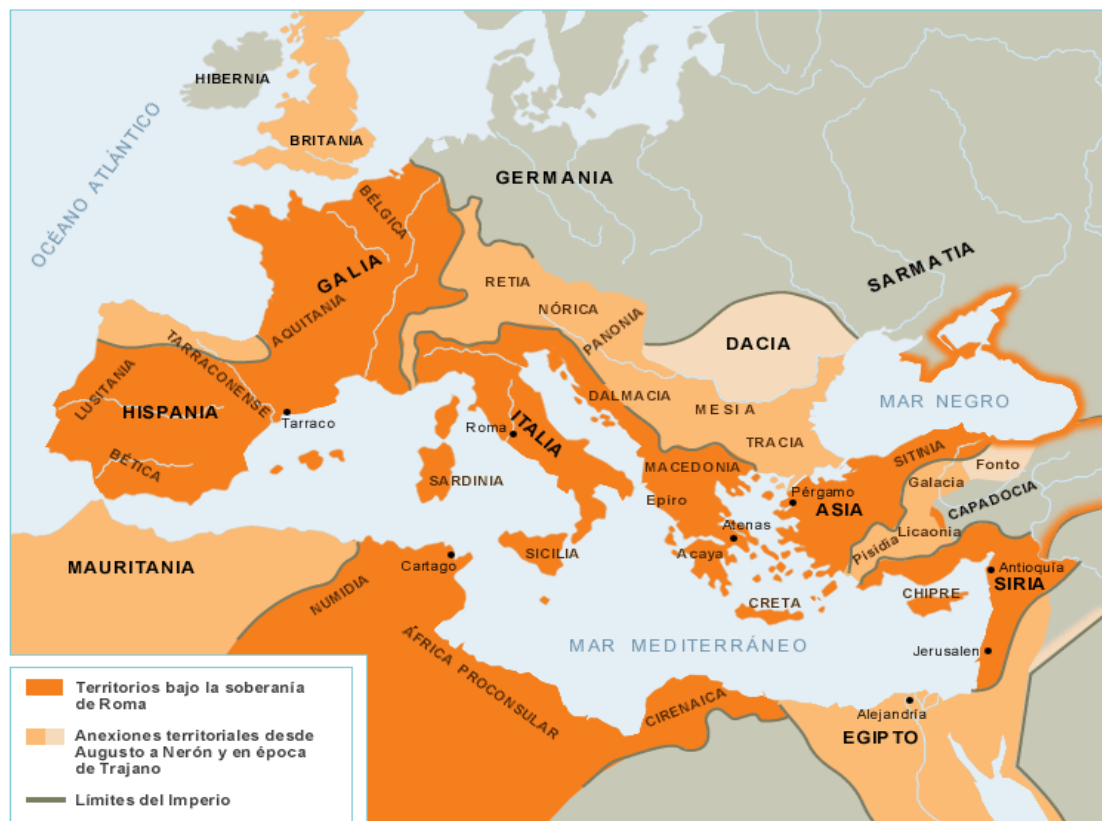 HIBERNIA
BRITANIA
OCÉANO ATLÁNTICO
GERMANIA
BÉLGICA
GALIA
AQUITANIA
SARMATIA
RETIA
NÓRICA
PANONIA
DACIA
TARRACONENSE
LUSITANIA
HISPANIA
BÉTICA
Tarraco
Roma
ITALIA
DALMACIA
MESIA
TRACIA
MAR NEGRO
SARDINIA
MACEDONIA
Epiro
SITINIA
Fonto
Galacia
CAPADOCIA
Pérgamo
ASIA
Licaonia
Pisidia
Atenas
Acaya
SICILIA
MAURITANIA
NUMIDIA
Cartago
CRETA
CHIPRE
Antioquía
SIRIA
MAR MEDITERRÁNEO
Jerusalen
ÁFRICA PROCONSULAR
CIRENAICA
Alejandría
EGIPTO
Territorios bajo la soberanía
de Roma
Anexiones territoriales desde
Augusto a Nerón y en época
de Trajano
Límites del Imperio